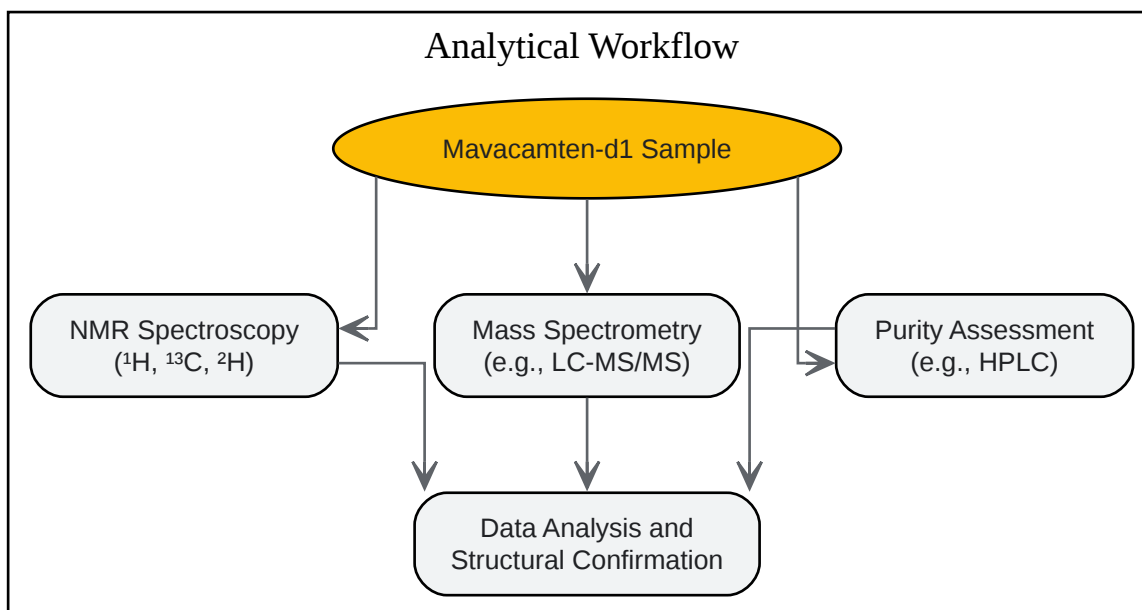 Analytical Workflow
Mavacamten-d1 Sample
NMR Spectroscopy
(¹H, ¹³C, ²H)
Mass Spectrometry
(e.g., LC-MS/MS)
Purity Assessment
(e.g., HPLC)
Data Analysis and
Structural Confirmation